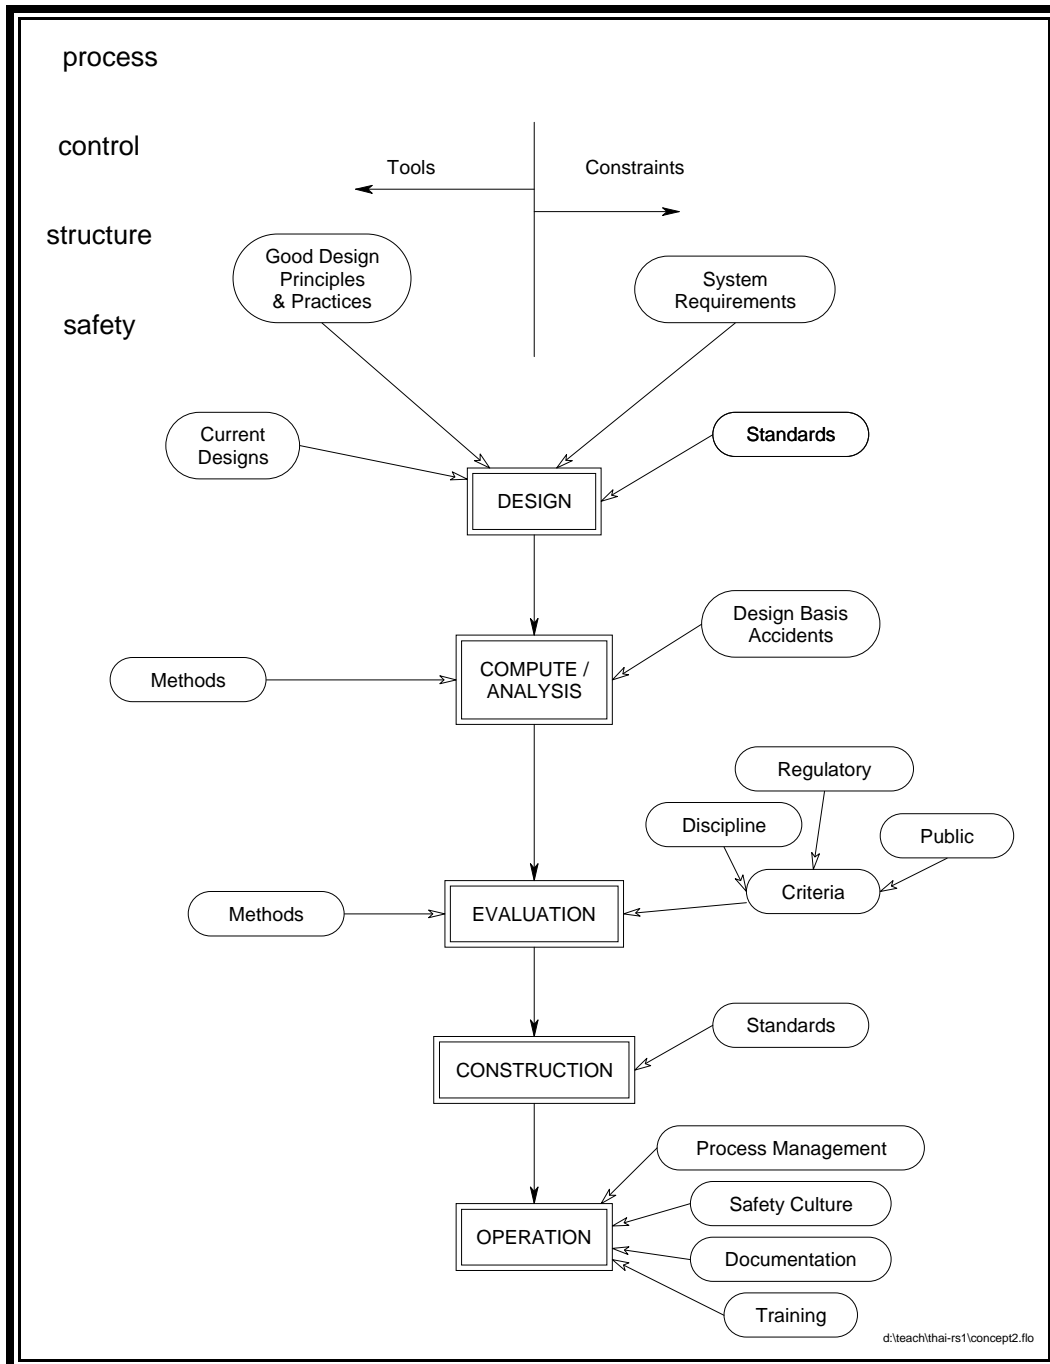 process
control
Tools
Constraints
structure
Good Design
Principles
& Practices
System
Requirements
safety
Current
Designs
Standards
DESIGN
Design Basis
Accidents
COMPUTE /
ANALYSIS
Methods
Regulatory
Discipline
Public
Criteria
Methods
EVALUATION
Standards
CONSTRUCTION
Process Management
Safety Culture
OPERATION
Documentation
Training
d:\teach\thai-rs1\concept2.flo